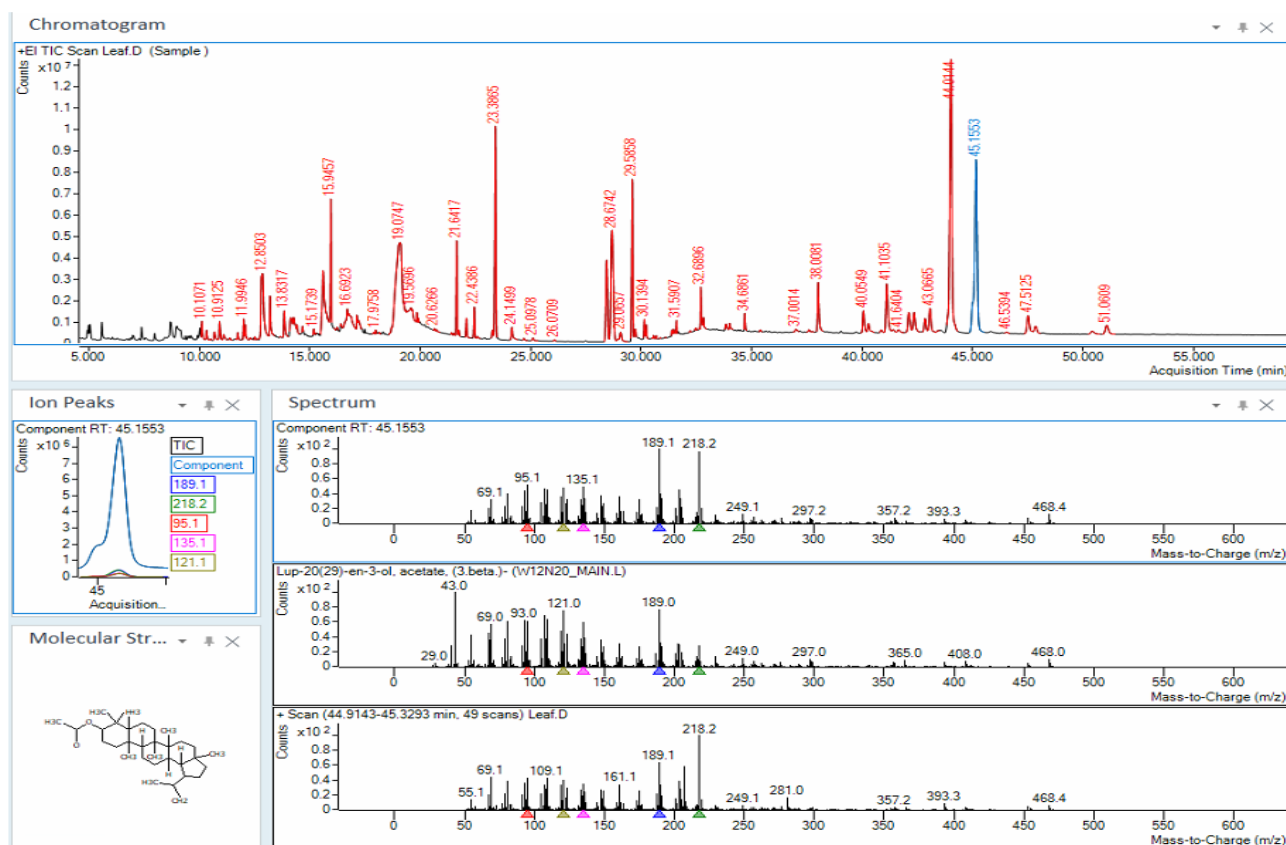 Chromatogram
+EI TIC Scan Leaf.D (Sample )
Counts
x10 7
1.2
1.1
1
0.9
0.8
0.7
0.6
0.5
0.4
0.3
0.2
0.1
0
10.1071
10.9125
11.9946
12.8503
13.8317
15.1739
15.9457
16.6923
17.9758
19.0747
19.5696
20.6266
21.6417
22.4386
23.3865
24.1499
25.0978
26.0709
28.6742
29.0657
29.5858
30.1394
31.5907
32.6896
34.6861
37.0014
38.0081
40.0549
41.1035
41.6404
43.0665
44.0144
45.1553
46.5394
47.5125
51.0609
5.000 10.000 15.000 20.000 25.000 30.000 35.000 40.000 45.000 50.000 55.000
Acquisition Time (min)
Ion Peaks
Component RT: 45.1553
Counts
x10 6
7
6
5
4
3
2
1
0
TIC
Component
189.1
218.2
95.1
135.1
121.1
45
Acquisition...
Molecular Str...
H3C
O
O
H3C
HH3
CH3
CH3
CH3
H
H
H
H
CH3
H3C
CH2
Spectrum
Component RT: 45.1553
Counts
x10 2
0.8
0.6
0.4
0.2
0
69.1 95.1 135.1 189.1 218.2 249.1 297.2 357.2 393.3 468.4
0 50 100 150 200 250 300 350 400 450 500 550 600
Mass-to-Charge (m/z)
Lup-20(29)-en-3-ol, acetate, (3.beta.)- (W12N20_MAIN.L)
Counts
x10 2
0.8
0.6
0.4
0.2
0
29.0 43.0 69.0 93.0 121.0 189.0 218.0 249.0 297.0 365.0 408.0 468.0
0 50 100 150 200 250 300 350 400 450 500 550 600
Mass-to-Charge (m/z)
+ Scan (44.9143-45.3293 min, 49 scans) Leaf.D
Counts
x10 2
0.8
0.6
0.4
0.2
0
55.1 69.1 109.1 161.1 189.1 218.2 249.1 281.0 357.2 393.3 468.4
0 50 100 150 200 250 300 350 400 450 500 550 600
Mass-to-Charge (m/z)